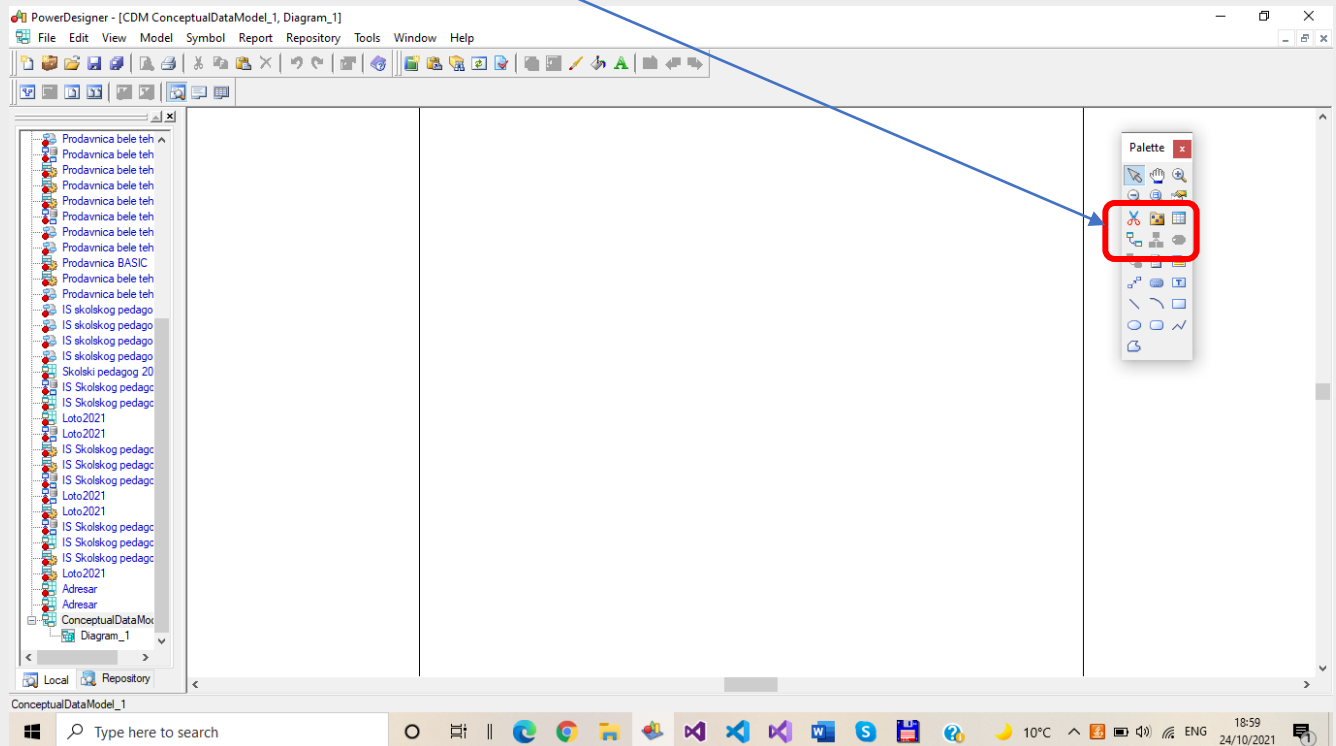 PowerDesigner - [CDM ConceptualDataModel_1, Diagram_1]
File Edit View Model Symbol Report Repository Tools Window Help
Prodavnica bele teh
Prodavnica bele teh
Prodavnica bele teh
Prodavnica bele teh
Prodavnica bele teh
Prodavnica bele teh
Prodavnica bele teh
Prodavnica bele teh
Prodavnica BASIC
Prodavnica bele teh
Prodavnica bele teh
IS skolskog pedago
IS skolskog pedago
IS skolskog pedago
IS skolskog pedago
Skolski pedagog 20
IS Skolskog pedagc
IS Skolskog pedagc
Loto2021
Loto2021
IS Skolskog pedagc
IS Skolskog pedagc
IS Skolskog pedagc
Loto2021
Loto2021
IS Skolskog pedagc
IS Skolskog pedagc
IS Skolskog pedagc
Loto2021
Adresar
Adresar
ConceptualDataMoc
Diagram_1
Local Repository
Palette
ConceptualDataModel_1
Type here to search
10°C ENG 18:59
24/10/2021